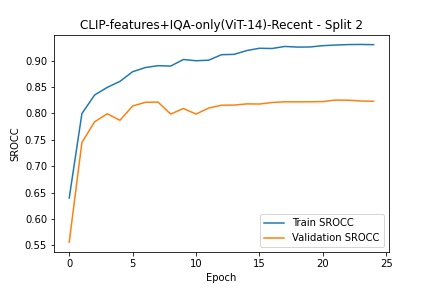 CLIP-features+IQA-only(ViT-14)-Recent - Split 2
0.90
0.85
0.80
0.75
0.70
0.65
0.60
0.55
SROCC
0 5 10 15 20 25
Epoch
Train SROCC
Validation SROCC